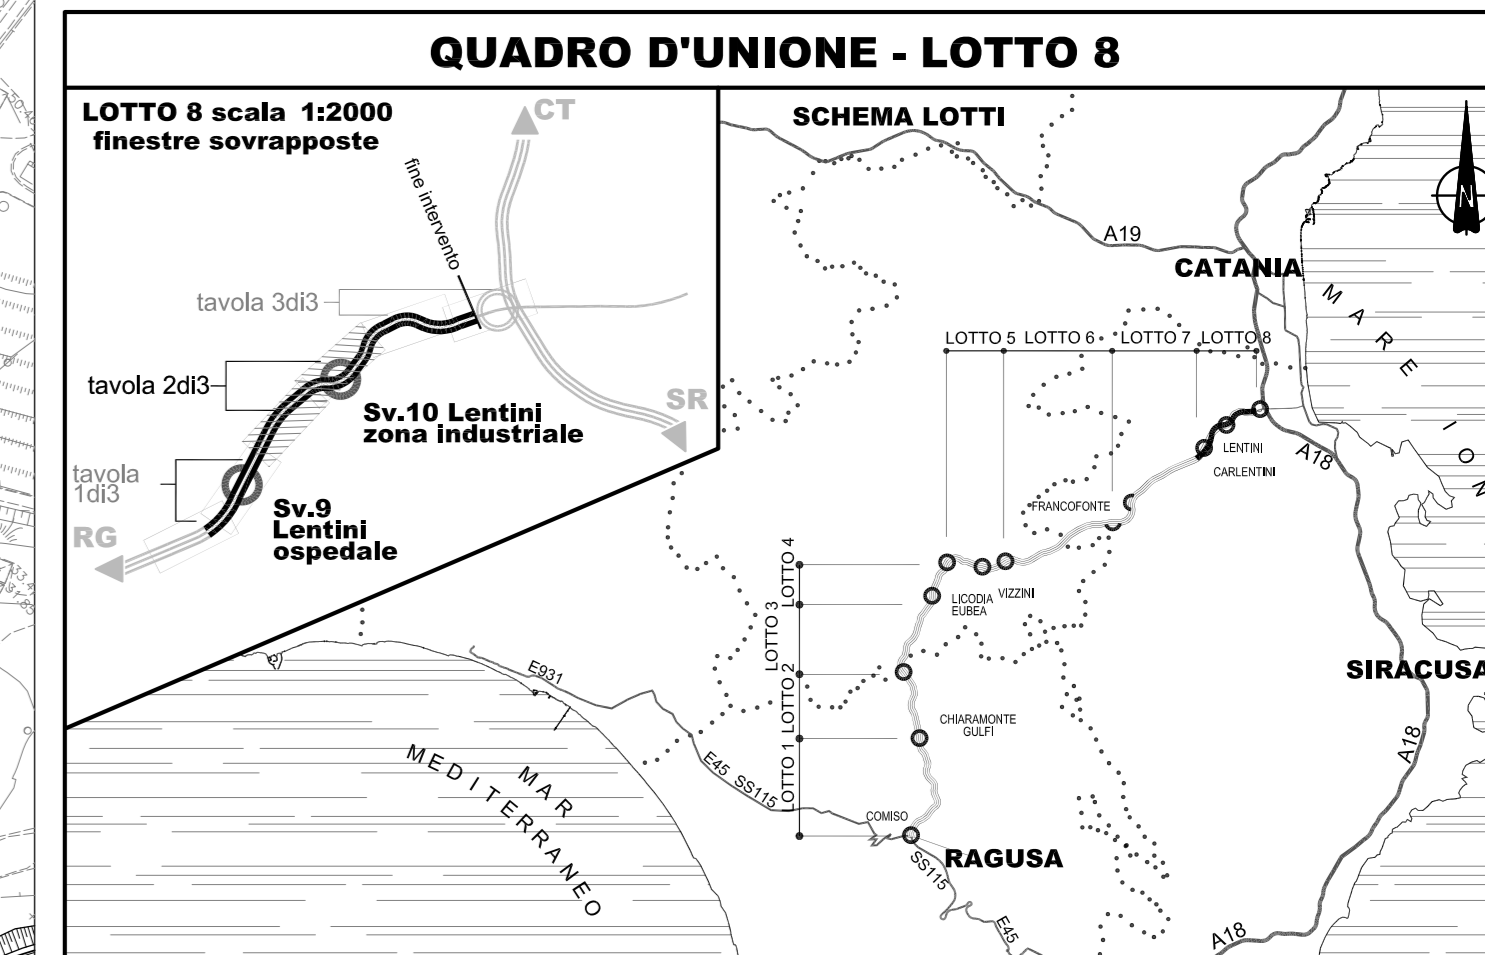 QUADRO D'UNIONE - LOTTO 8
LOTTO 8 scala 1:2000
finestre sovrapposte
CT
fine intervento
tavola 3di3
tavola 2di3
SR
Sv.10 Lentini
zona industriale
tavola
1di3
Sv.9
Lentini
ospedale
RG
SCHEMA LOTTI
N
A19
CATANIA
MARE
ION
LOTTO 5
LOTTO 6
LOTTO 7
LOTTO 8
LENTINI
CARLENTINI
A18
FRANCOFONTE
LOTTO 4
LOTTO 3
LOTTO 2
LOTTO 1
LICODIA
EUBEA
VIZZINI
SIRACUSA
E931
CHIARAMONTE
GULFI
A18
MAR
MEDITERRANEO
E45 SS115
COMISO
RAGUSA
SS115
E45
A18